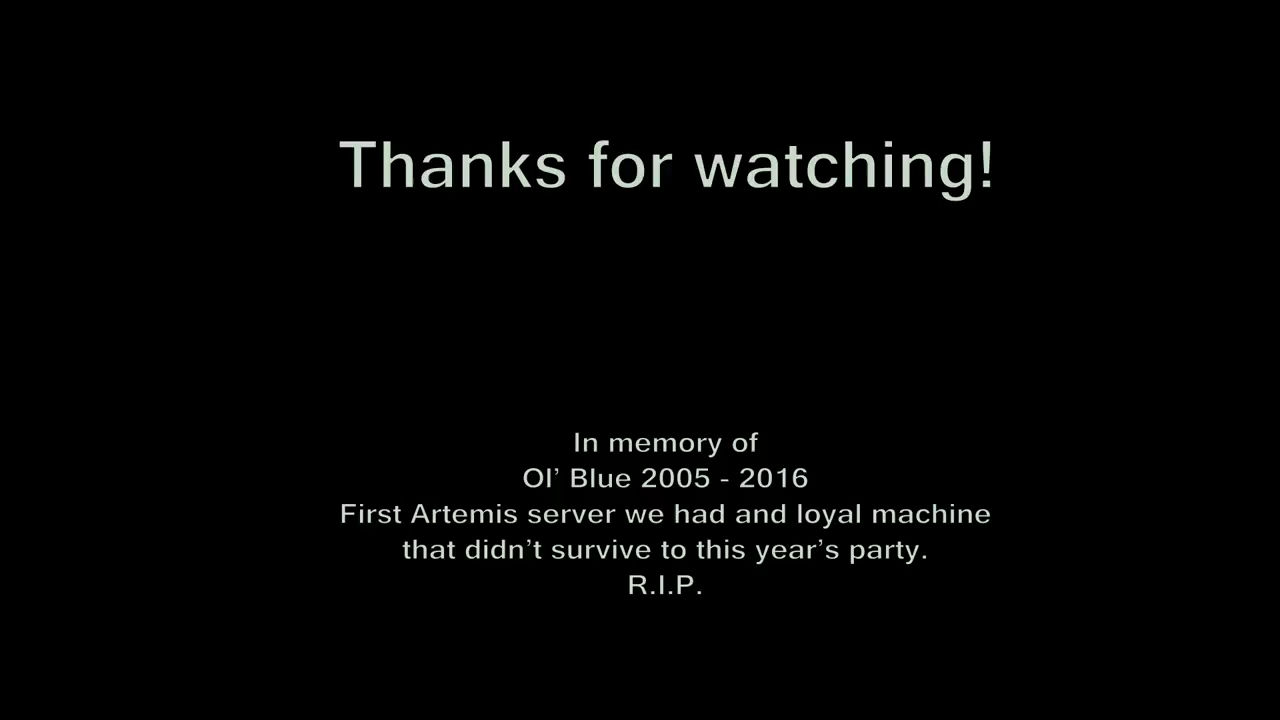 Thanks for watching!
In memory of
Ol’ Blue 2005 - 2016
First Artemis server we had and loyal machine
that didn’t survive to this year’s party.
R.I.P.